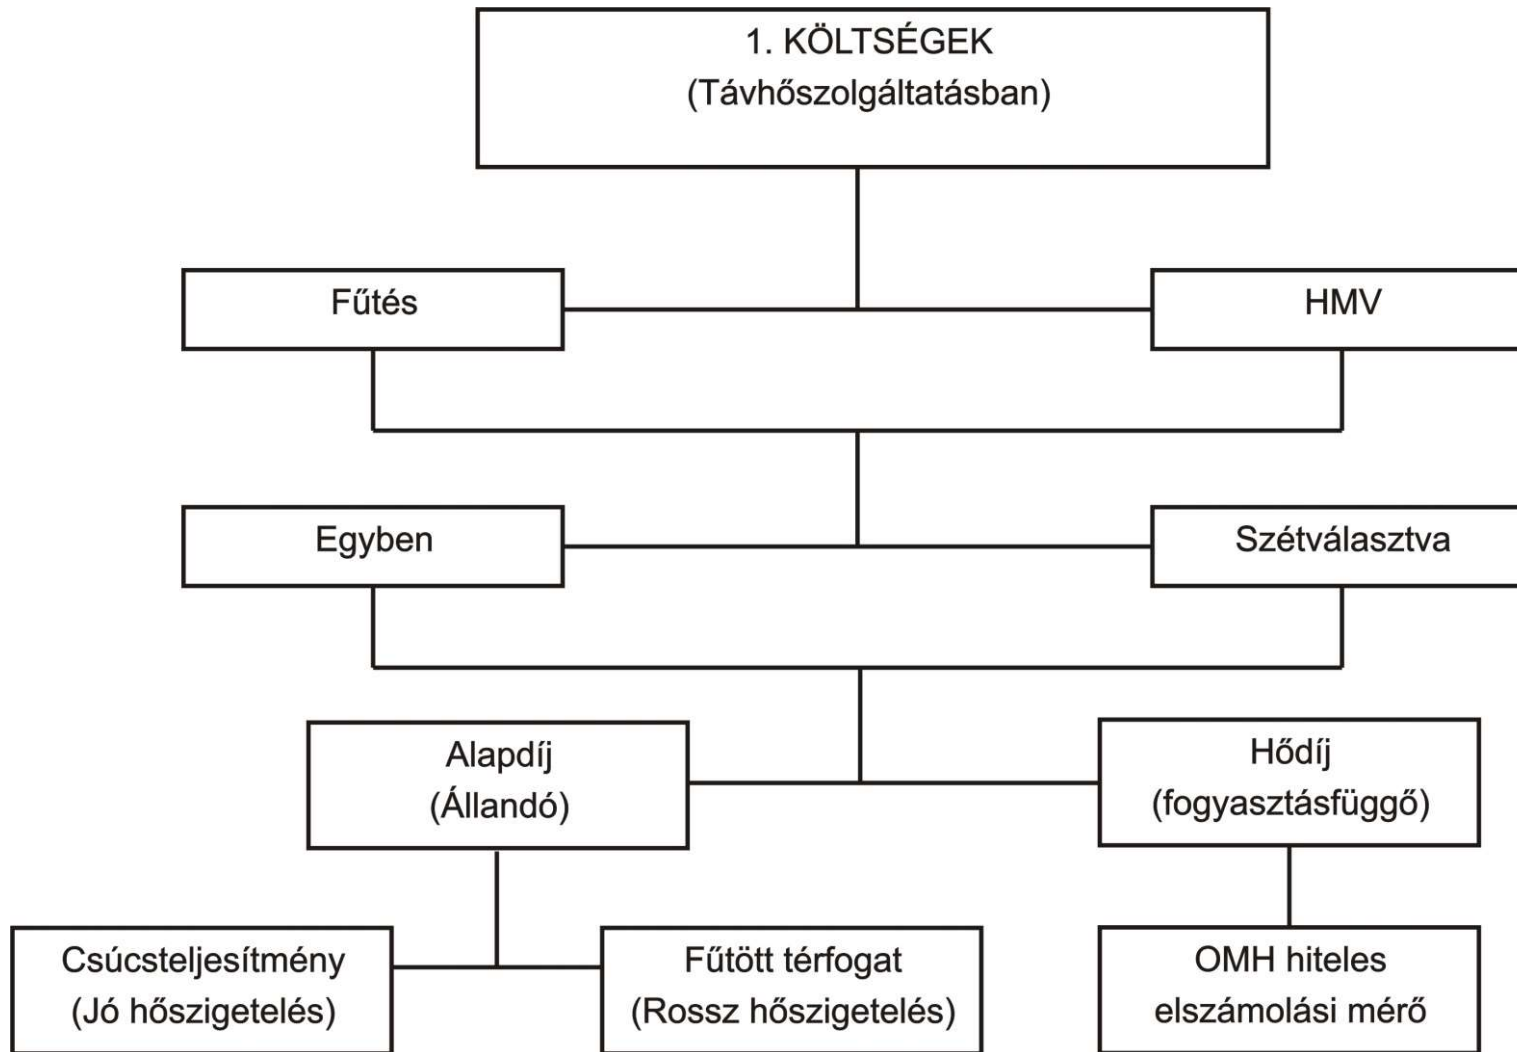 1. KÖLTSÉGEK
(Távhőszolgáltatásban)
Fűtés
HMV
Egyben
Szétválasztva
Alapdíj
(Állandó)
Hődíj
(fogyasztásfüggő)
Csúcsteljesítmény
(Jó hőszigetelés)
Fűtött térfogat
(Rossz hőszigetelés)
OMH hiteles
elszámolási mérő